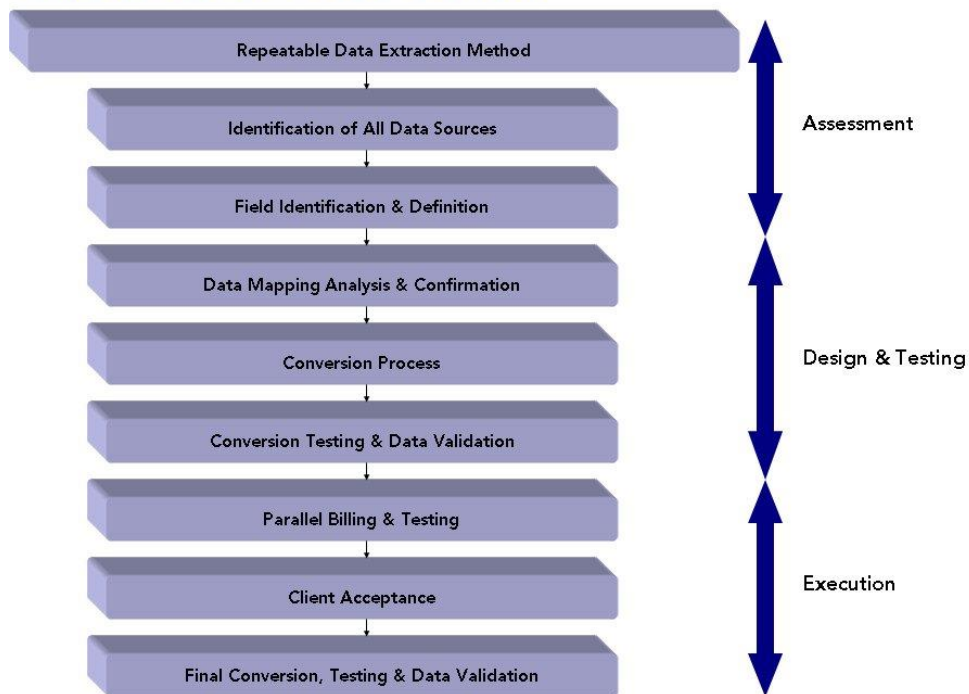 Repeatable Data Extraction Method
Identification of All Data Sources
Assessment
Field Identification & Definition
Data Mapping Analysis & Confirmation
Conversion Process
Design & Testing
Conversion Testing & Data Validation
Parallel Billing & Testing
Client Acceptance
Execution
Final Conversion, Testing & Data Validation